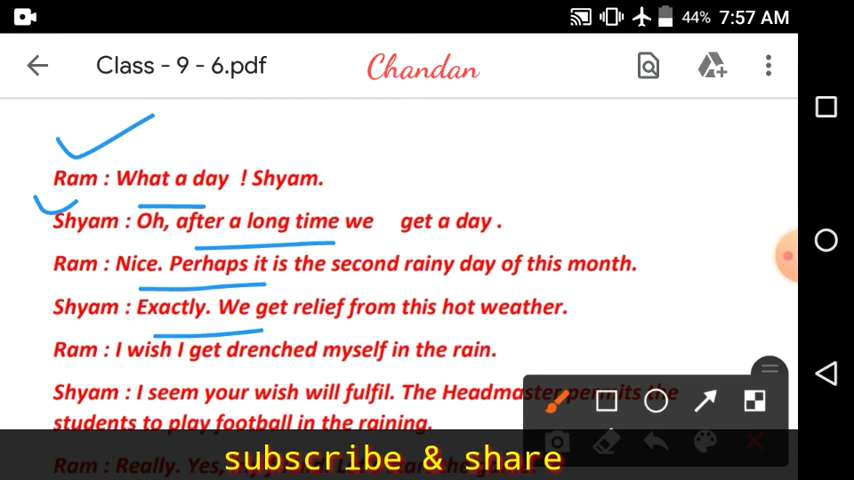 44% 7:57 AM
Class - 9 - 6.pdf
Chandan
Ram : What a day ! Shyam.
Shyam : Oh, after a long time we get a day .
Ram : Nice. Perhaps it is the second rainy day of this month.
Shyam : Exactly. We get relief from this hot weather.
Ram : I wish I get drenched myself in the rain.
Shyam : I seem your wish will fulfil. The Headmaster permits the
students to play football in the raining.
Ram : Really. Yes,
subscribe & share